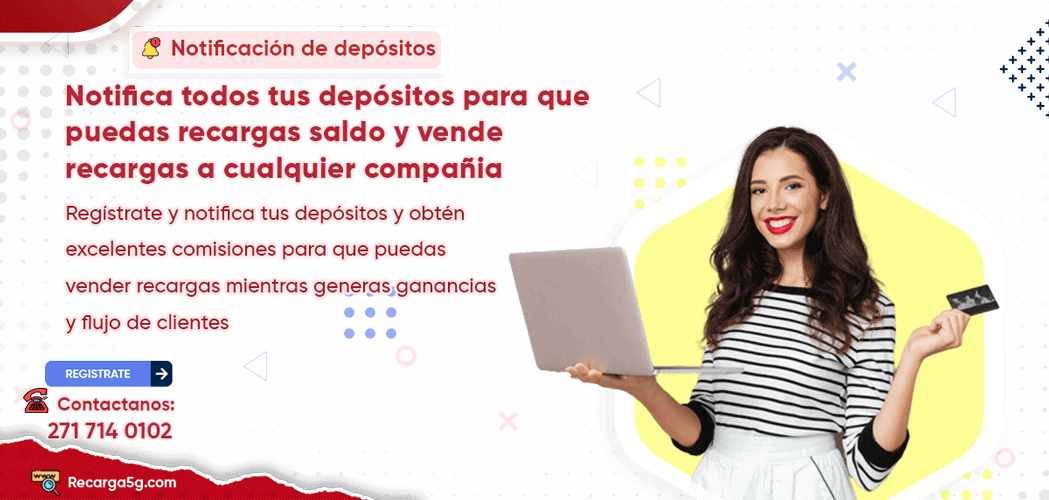 Notificación de depósitos
Notifica todos tus depósitos para que
puedas recargas saldo y vende
recargas a cualquier compañia
Regístrate y notifica tus depósitos y obtén
excelentes comisiones para que puedas
vender recargas mientras generas ganancias
y flujo de clientes
REGISTRATE
Contactanos:
271 714 0102
www
Recarga5g.com